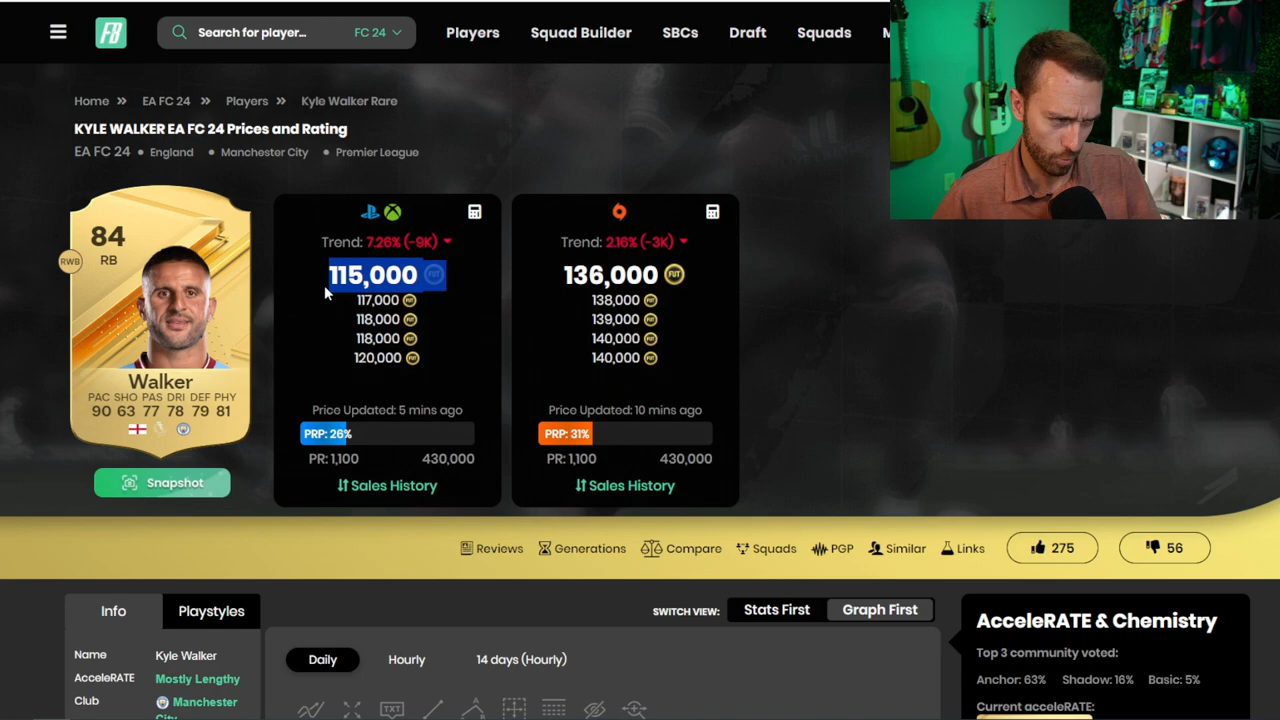 FB
Search for player...
FC 24
Players
Squad Builder
SBCs
Draft
Squads
M
Home » EA FC 24 » Players » Kyle Walker Rare
KYLE WALKER EA FC 24 Prices and Rating
EA FC 24 • England • Manchester City • Premier League
84
RB
RWB
Walker
PAC SHO PAS DRI DEF PHY
90 63 77 78 79 81
Snapshot
Trend: 7.26% (-9K)
115,000 FUT
117,000
118,000
118,000
120,000
Price Updated: 5 mins ago
PRP: 26%
PR: 1,100 430,000
Sales History
Trend: 2.16% (-3K)
136,000 FUT
138,000
139,000
140,000
140,000
Price Updated: 10 mins ago
PRP: 31%
PR: 1,100 430,000
Sales History
Reviews
Generations
Compare
Squads
PGP
Similar
Links
275
56
Info
Playstyles
Name Kyle Walker
AcceleRATE Mostly Lengthy
Club Manchester
City
SWITCH VIEW:
Stats First
Graph First
Daily
Hourly
14 days (Hourly)
TXT
AcceleRATE & Chemistry
Top 3 community voted:
Anchor: 63% Shadow: 16% Basic: 5%
Current acceleRATE: